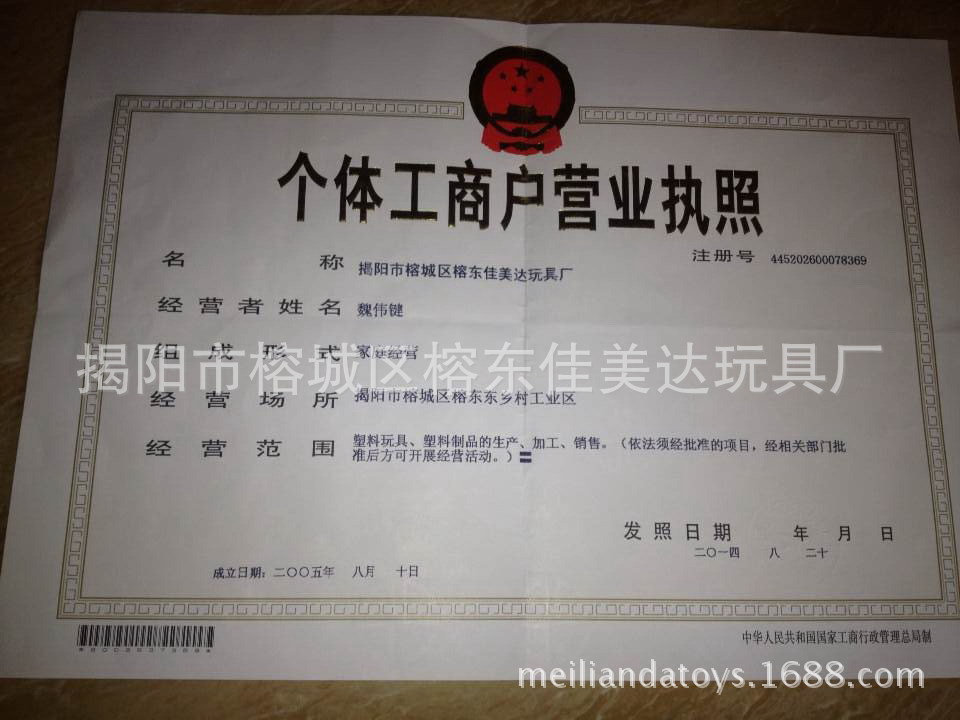 个体工商户营业执照
注册号 445202600078369
名称 揭阳市榕城区榕东佳美达玩具厂
经营者姓名 魏伟键
组成形式 家庭经营
揭阳市榕城区榕东佳美达玩具厂
经营场所 揭阳市榕城区榕东东乡村工业区
经营范围 塑料玩具、塑料制品的生产、加工、销售。（依法须经批准的项目，经相关部门批
准后方可开展经营活动。）〓
发照日期 年 月 日
二〇一四 八 二十
成立日期：二〇〇五年 八月 十日
中华人民共和国国家工商行政管理总局制
meiliandatoys.1688.com